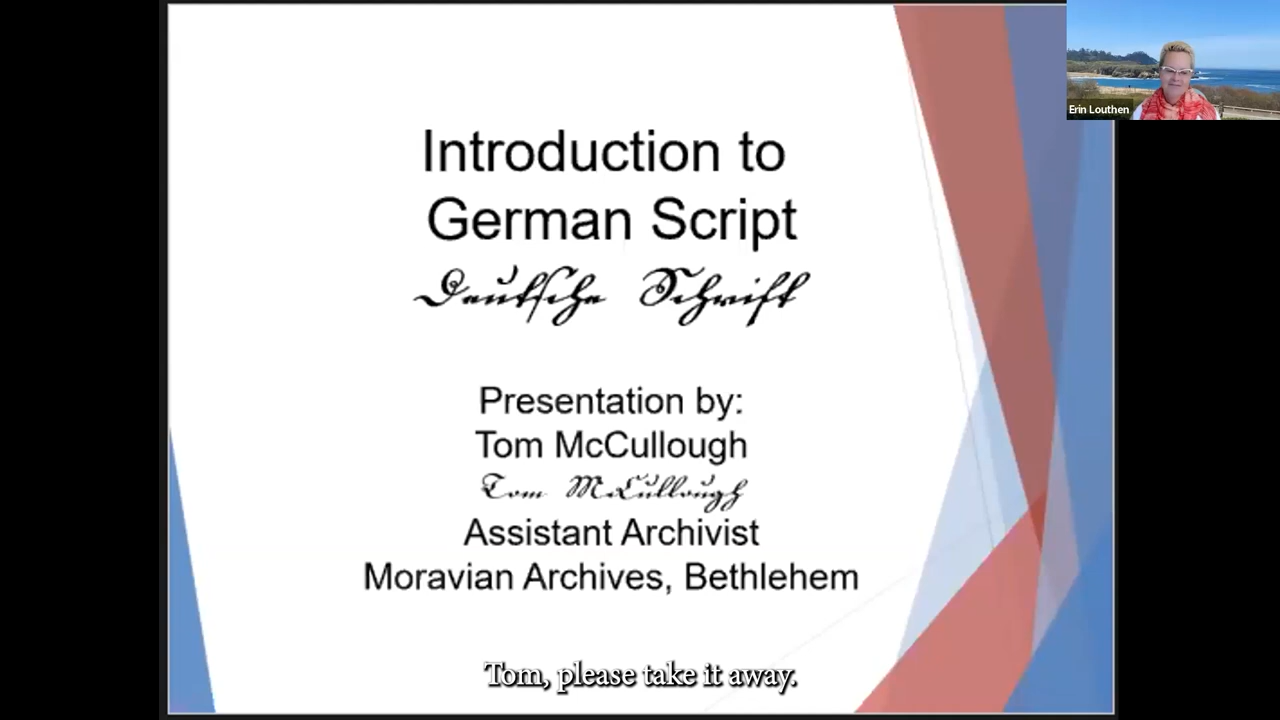 Introduction to
German Script
Deutsche Schrift
Presentation by:
Tom McCullough
Tom McCullough
Assistant Archivist
Moravian Archives, Bethlehem
Tom, please take it away.
Erin Louthen